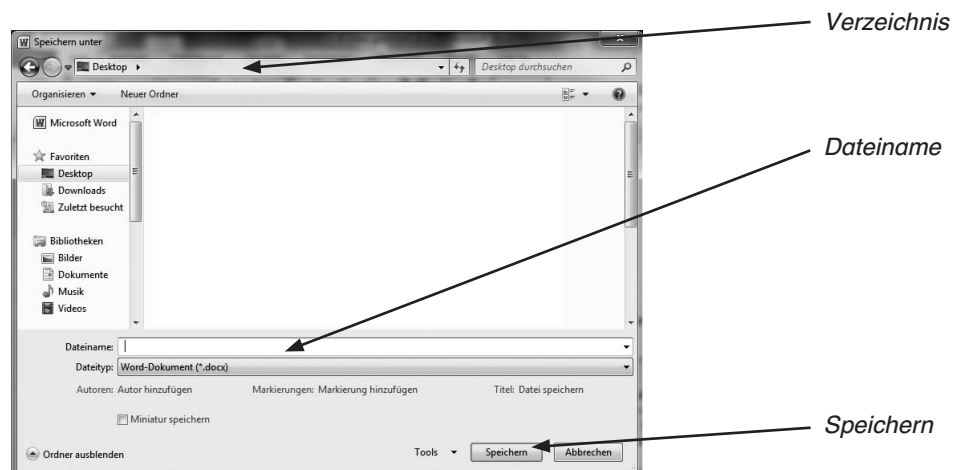 Verzeichnis
Speichern unter
Desktop
Desktop durchsuchen
Organisieren
Neuer Ordner
Microsoft Word
Favoriten
Dateiname
Desktop
Downloads
Zuletzt besucht
Bibliotheken
Bilder
Dokumente
Musik
Videos
Dateiname:
Dateityp: Word-Dokument (*.docx)
Autoren: Autor hinzufügen Markierungen: Markierung hinzufügen Titel: Datei speichern
Miniatur speichern
Speichern
Ordner ausblenden Tools Speichern Abbrechen